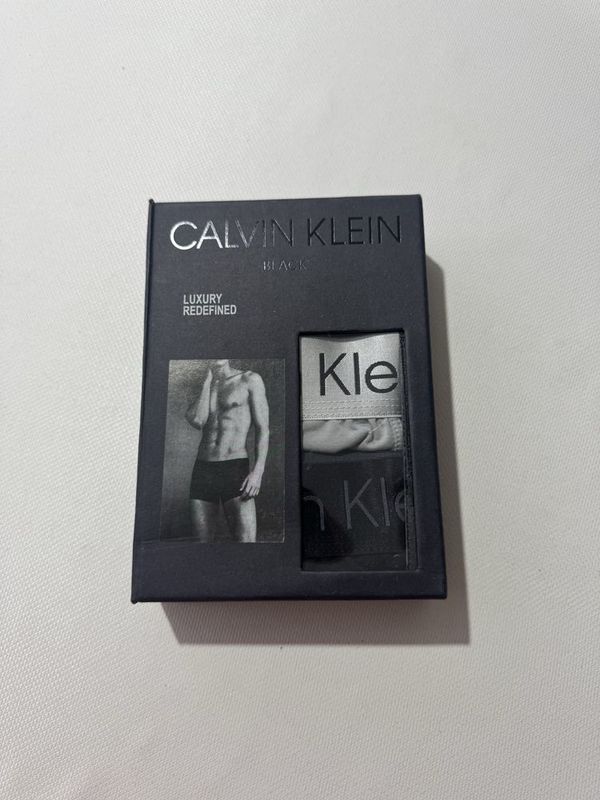 CALVIN KLEIN
BLACK
LUXURY
REDEFINED
Kle
n Kle